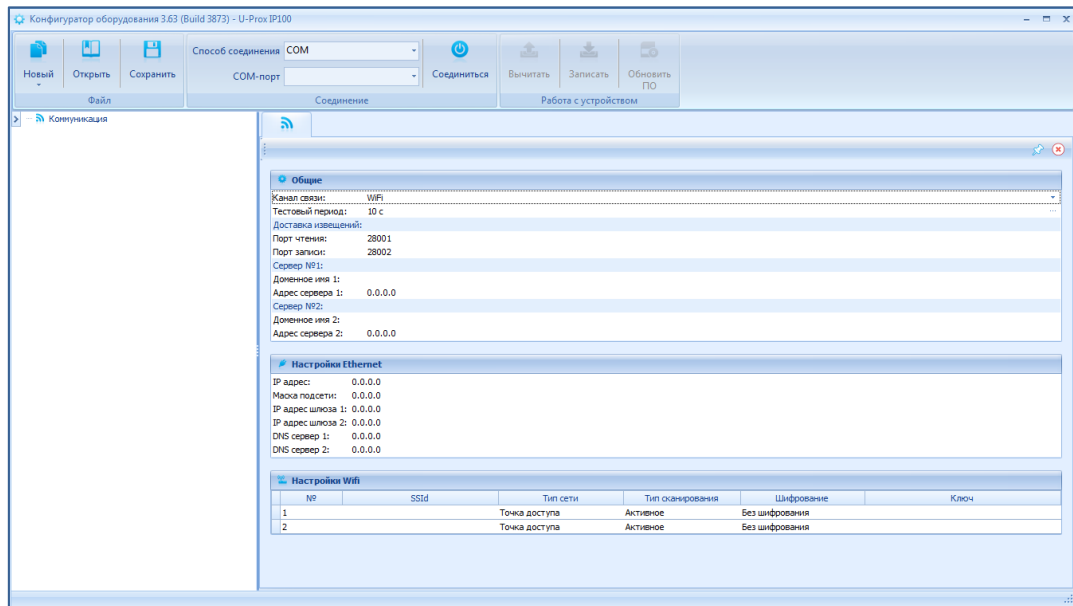 Конфигуратор оборудования 3.63 (Build 3873) - U-Prox IP100
Новый Открыть Сохранить
Файл
Способ соединения COM
COM-порт
Соединиться
Соединение
Вычитать Записать Обновить ПО
Работа с устройством
Коммуникация
Общие
Канал связи: WiFi
Тестовый период: 10 с
Доставка извещений:
Порт чтения: 28001
Порт записи: 28002
Сервер №1:
Доменное имя 1:
Адрес сервера 1: 0.0.0.0
Сервер №2:
Доменное имя 2:
Адрес сервера 2: 0.0.0.0
Настройки Ethernet
IP адрес: 0.0.0.0
Маска подсети: 0.0.0.0
IP адрес шлюза 1: 0.0.0.0
IP адрес шлюза 2: 0.0.0.0
DNS сервер 1: 0.0.0.0
DNS сервер 2: 0.0.0.0
Настройки Wifi
№ SSId Тип сети Тип сканирования Шифрование Ключ
1 Точка доступа Активное Без шифрования
2 Точка доступа Активное Без шифрования